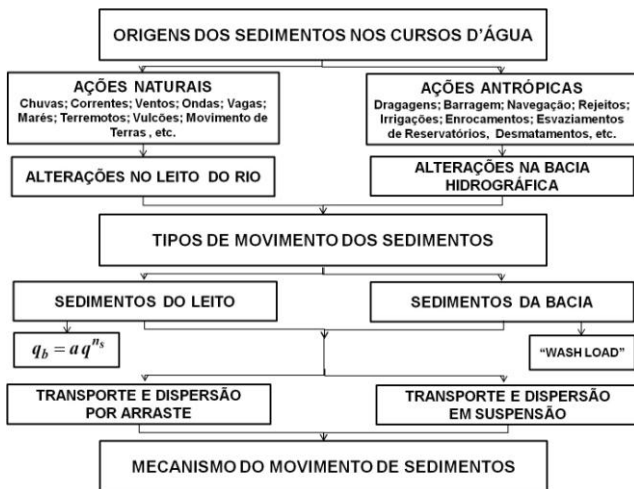 ORIGENS DOS SEDIMENTOS NOS CURSOS D'ÁGUA
AÇÕES NATURAIS
Chuvas; Correntes; Ventos; Ondas; Vagas;
Marés; Terremotos; Vulcões; Movimento de
Terras , etc.
AÇÕES ANTRÓPICAS
Dragagens; Barragem; Navegação; Rejeitos;
Irrigações; Enrocamentos; Esvaziamentos
de Reservatórios, Desmatamentos, etc.
ALTERAÇÕES NO LEITO DO RIO
ALTERAÇÕES NA BACIA
HIDROGRÁFICA
TIPOS DE MOVIMENTO DOS SEDIMENTOS
SEDIMENTOS DO LEITO
SEDIMENTOS DA BACIA
q_b = a q^{n_s}
"WASH LOAD"
TRANSPORTE E DISPERSÃO
POR ARRASTE
TRANSPORTE E DISPERSÃO
EM SUSPENSÃO
MECANISMO DO MOVIMENTO DE SEDIMENTOS